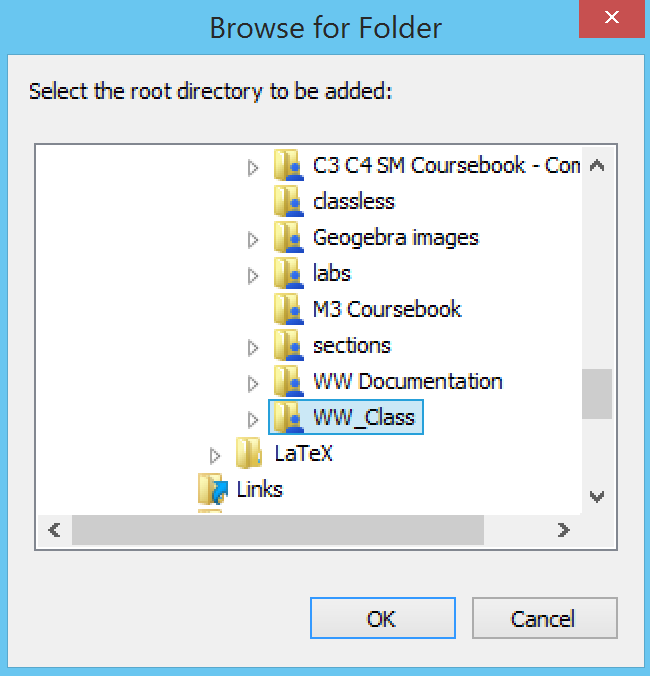 Browse for Folder
Select the root directory to be added:
C3 C4 SM Coursebook - Com
classless
Geogebra images
labs
M3 Coursebook
sections
WW Documentation
WW_Class
LaTeX
Links
OK Cancel